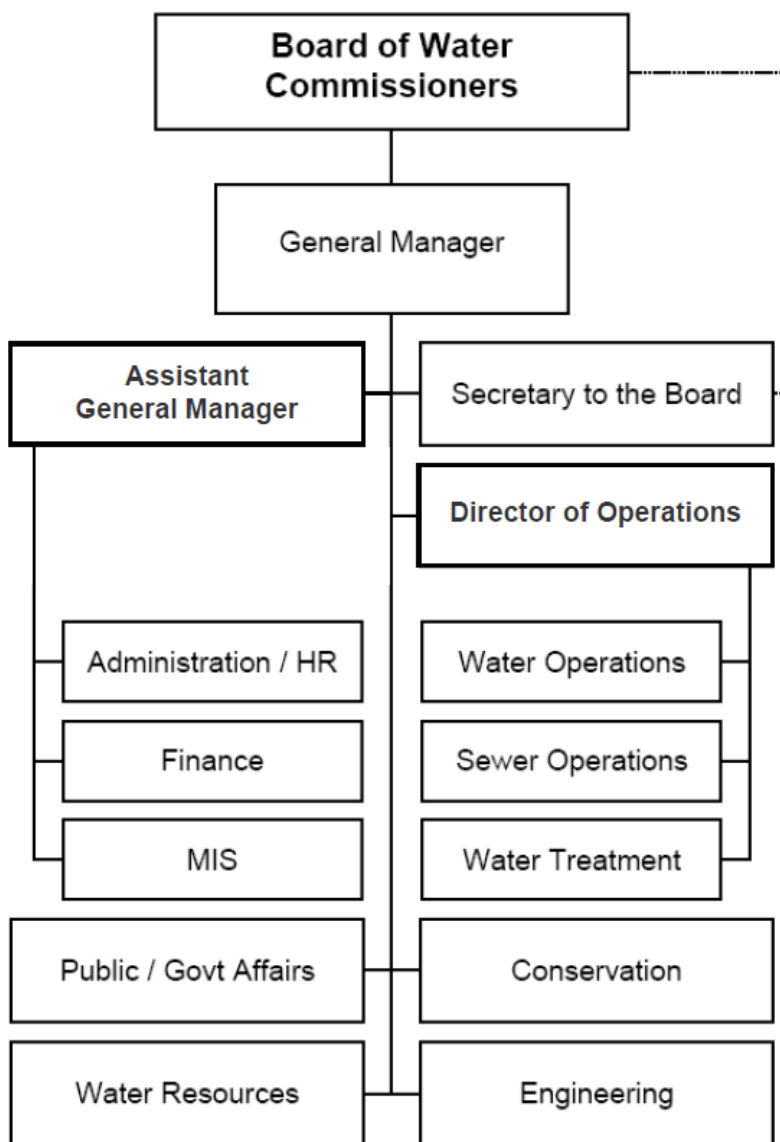 Board of Water
Commissioners
General Manager
Assistant
General Manager
Secretary to the Board
Director of Operations
Administration / HR
Water Operations
Finance
Sewer Operations
MIS
Water Treatment
Public / Govt Affairs
Conservation
Water Resources
Engineering